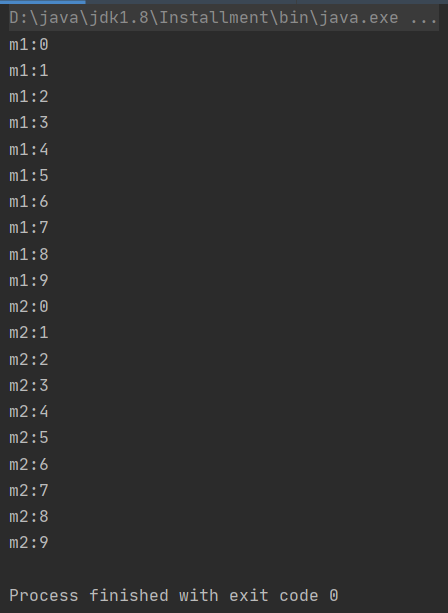 D:\java\jdk1.8\Installment\bin\java.exe ...
m1:0
m1:1
m1:2
m1:3
m1:4
m1:5
m1:6
m1:7
m1:8
m1:9
m2:0
m2:1
m2:2
m2:3
m2:4
m2:5
m2:6
m2:7
m2:8
m2:9
Process finished with exit code 0